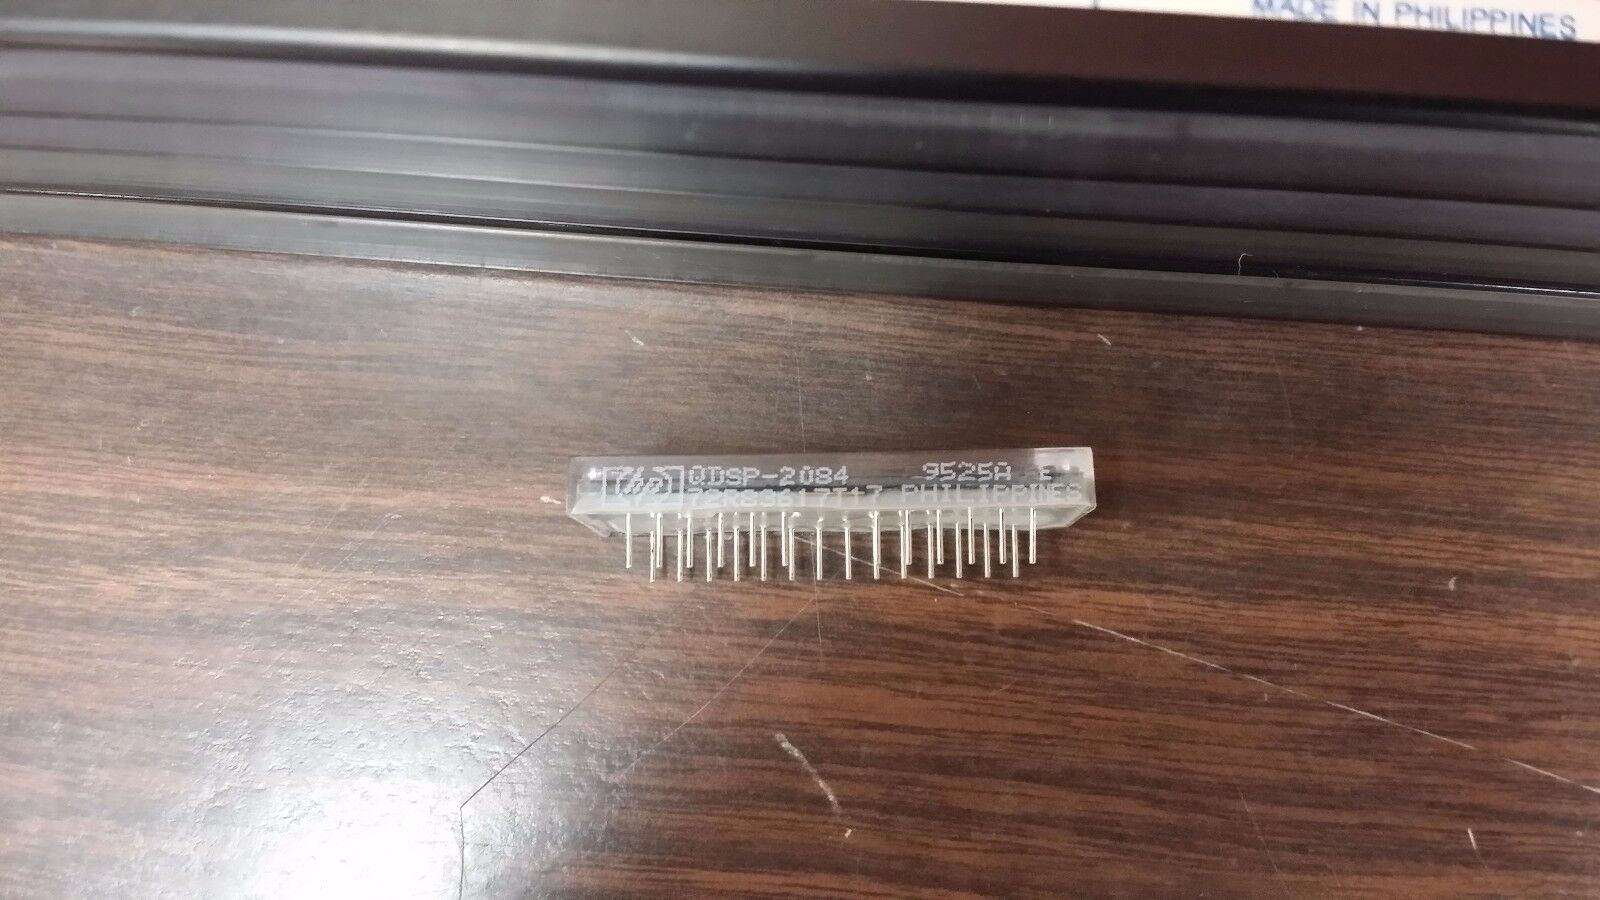 MADE IN PHILIPPINES
QDSP-2084 9525A E
PHILIPPINES